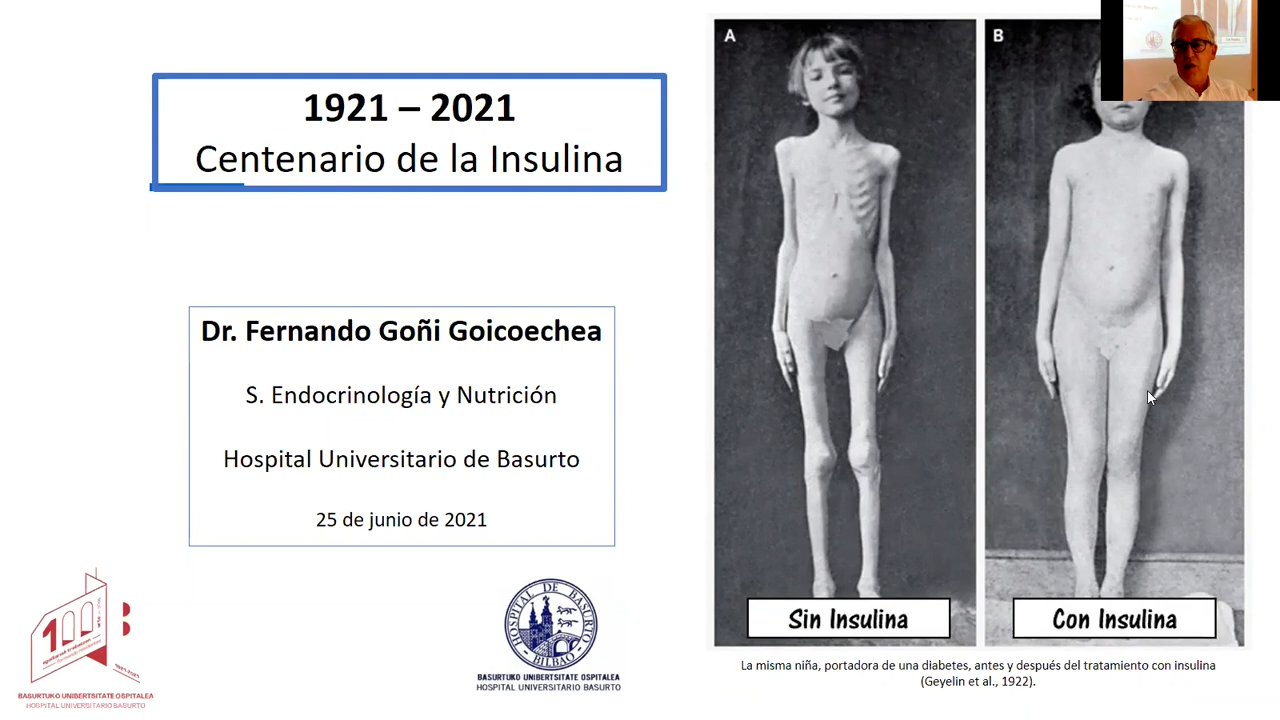 1921 – 2021
Centenario de la Insulina
Dr. Fernando Goñi Goicoechea
S. Endocrinología y Nutrición
Hospital Universitario de Basurto
25 de junio de 2021
BASURTUKO UNIBERTSITATE OSPITALEA
HOSPITAL UNIVERSITARIO BASURTO
HOSPITAL DE BASURTO
BILBAO
BASURTUKO UNIBERTSITATE OSPITALEA
HOSPITAL UNIVERSITARIO BASURTO
A
B
Sin Insulina
Con Insulina
La misma niña, portadora de una diabetes, antes y después del tratamiento con insulina
(Geyelin et al., 1922).